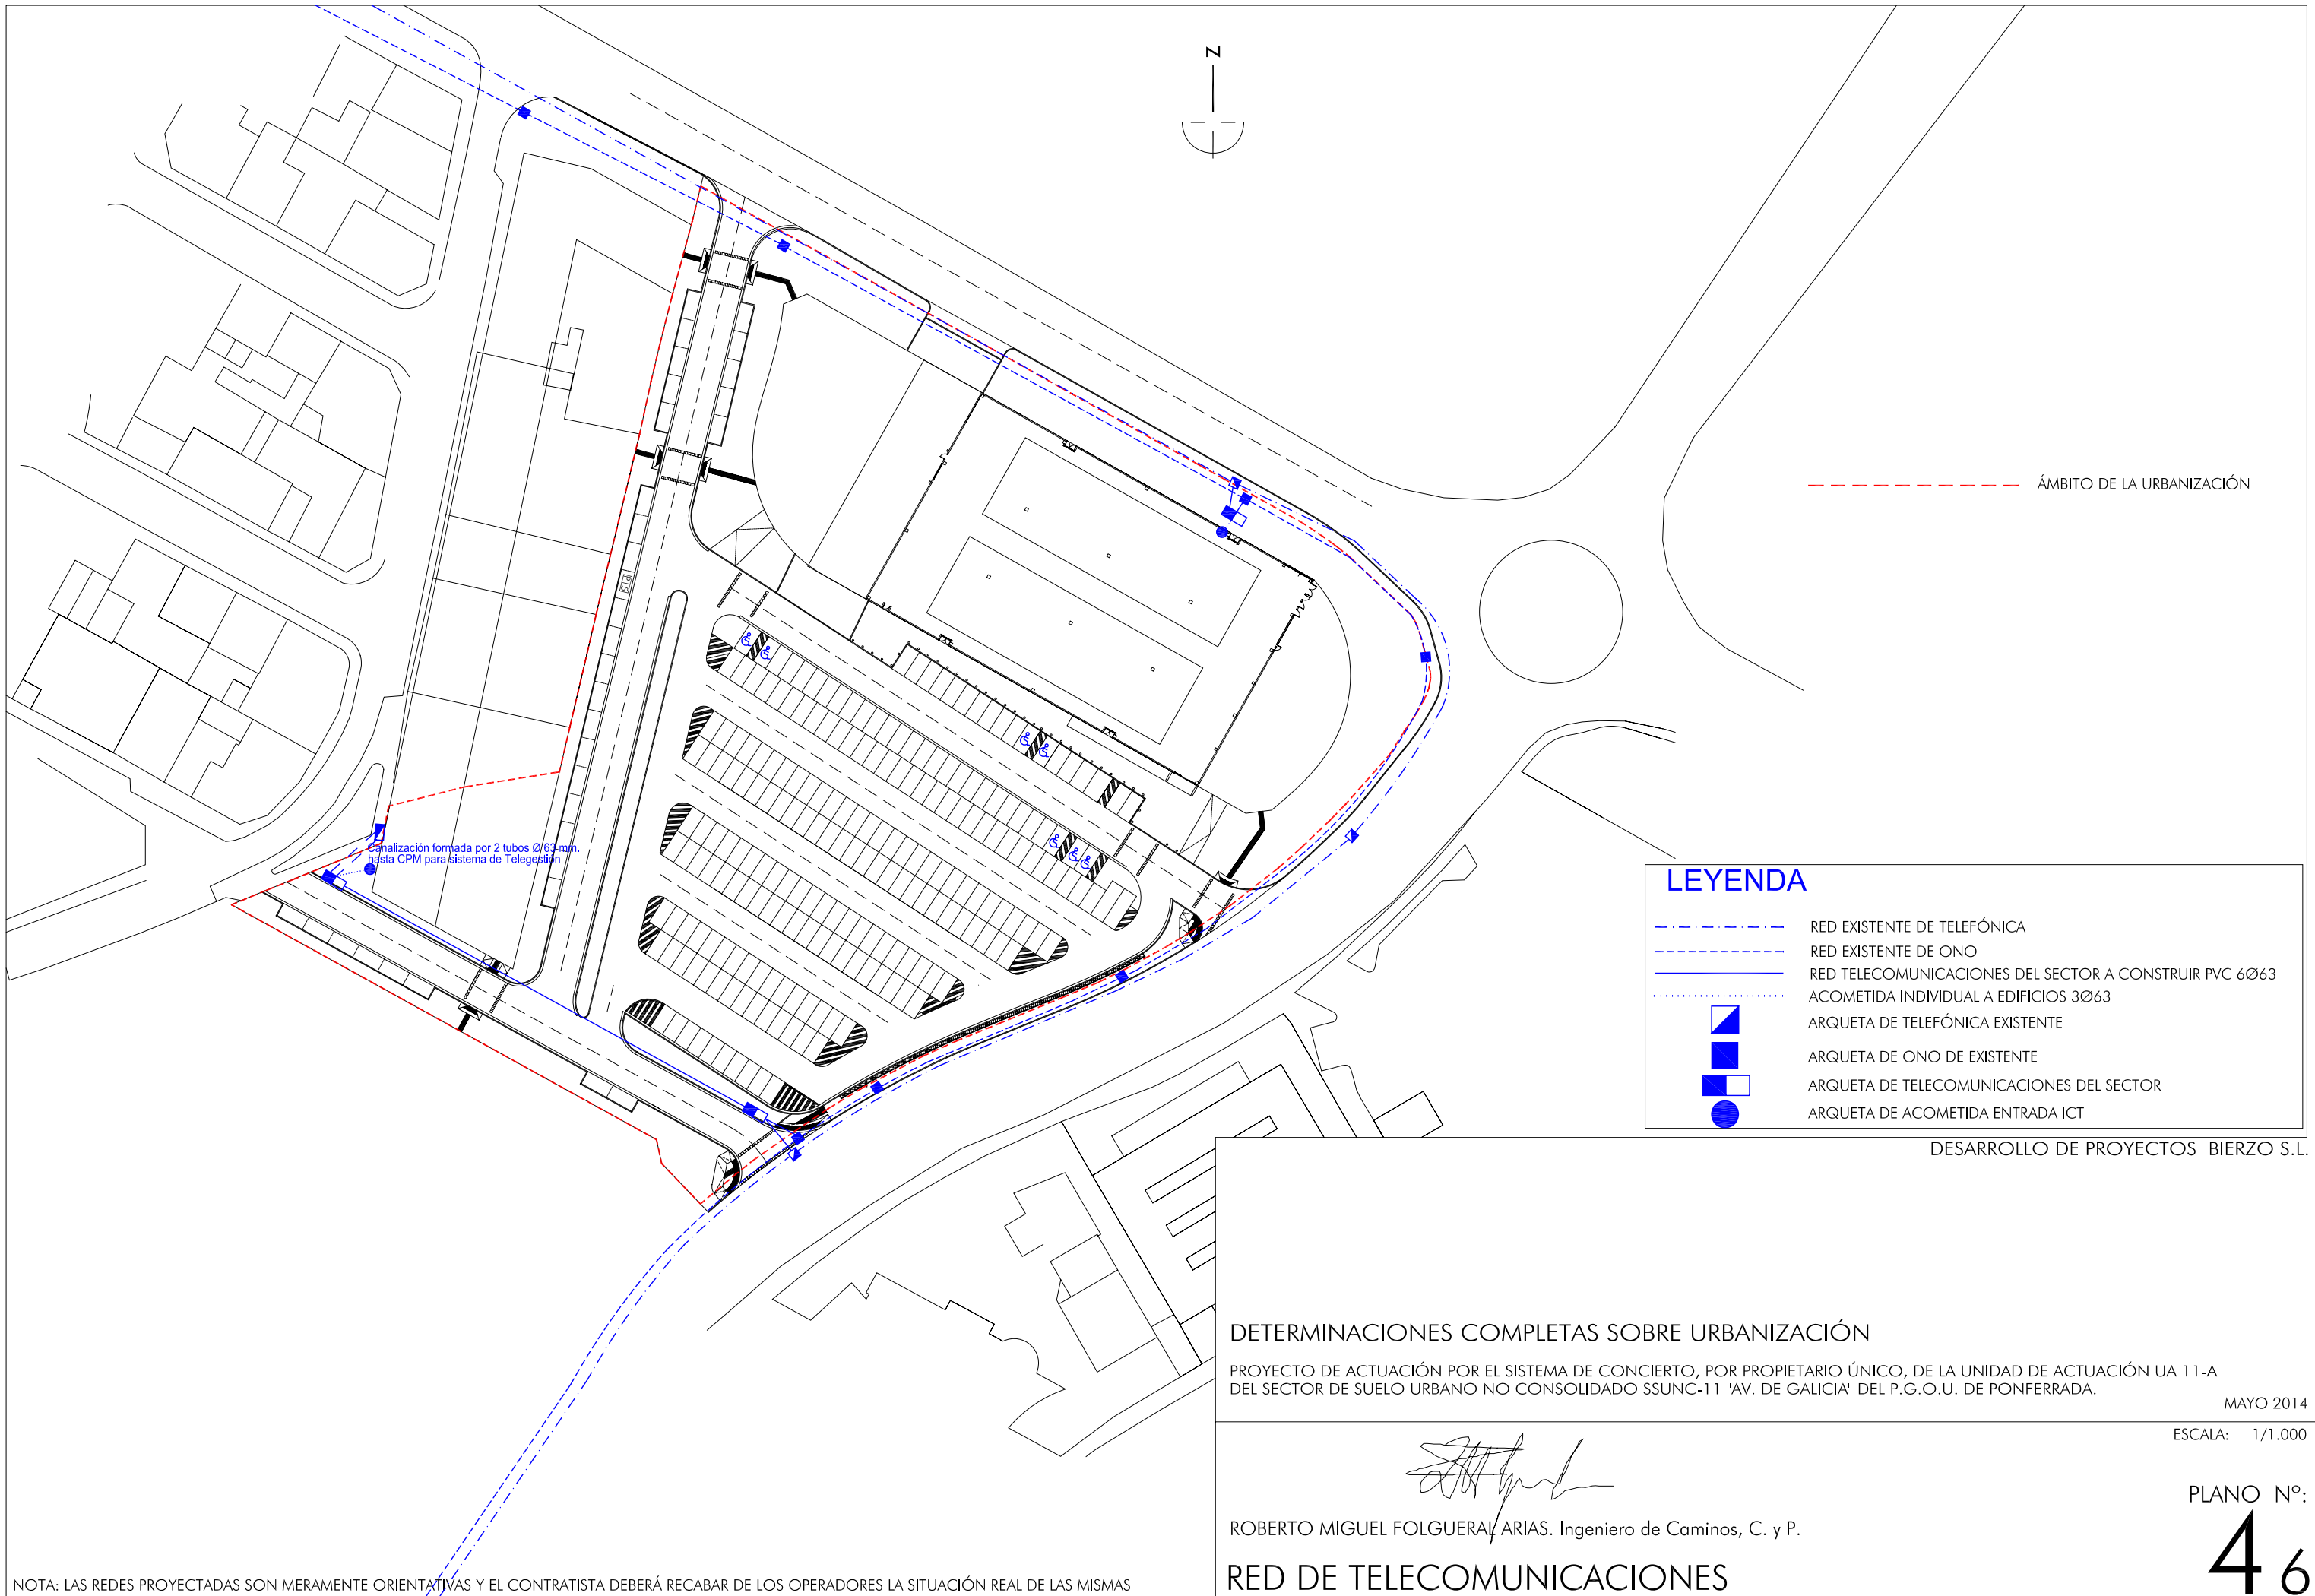 N
ÁMBITO DE LA URBANIZACIÓN
Canalización formada por 2 tubos Ø 63 mm.
hasta CPM para sistema de Telegestión
LEYENDA
RED EXISTENTE DE TELEFÓNICA
RED EXISTENTE DE ONO
RED TELECOMUNICACIONES DEL SECTOR A CONSTRUIR PVC 6Ø63
ACOMETIDA INDIVIDUAL A EDIFICIOS 3Ø63
ARQUETA DE TELEFÓNICA EXISTENTE
ARQUETA DE ONO DE EXISTENTE
ARQUETA DE TELECOMUNICACIONES DEL SECTOR
ARQUETA DE ACOMETIDA ENTRADA ICT
DESARROLLO DE PROYECTOS BIERZO S.L.
DETERMINACIONES COMPLETAS SOBRE URBANIZACIÓN
PROYECTO DE ACTUACIÓN POR EL SISTEMA DE CONCIERTO, POR PROPIETARIO ÚNICO, DE LA UNIDAD DE ACTUACIÓN UA 11-A
DEL SECTOR DE SUELO URBANO NO CONSOLIDADO SSUNC-11 "AV. DE GALICIA" DEL P.G.O.U. DE PONFERRADA.
MAYO 2014
ESCALA: 1/1.000
PLANO Nº:
4 6
ROBERTO MIGUEL FOLGUERAL ARIAS. Ingeniero de Caminos, C. y P.
RED DE TELECOMUNICACIONES
NOTA: LAS REDES PROYECTADAS SON MERAMENTE ORIENTATIVAS Y EL CONTRATISTA DEBERÁ RECABAR DE LOS OPERADORES LA SITUACIÓN REAL DE LAS MISMAS